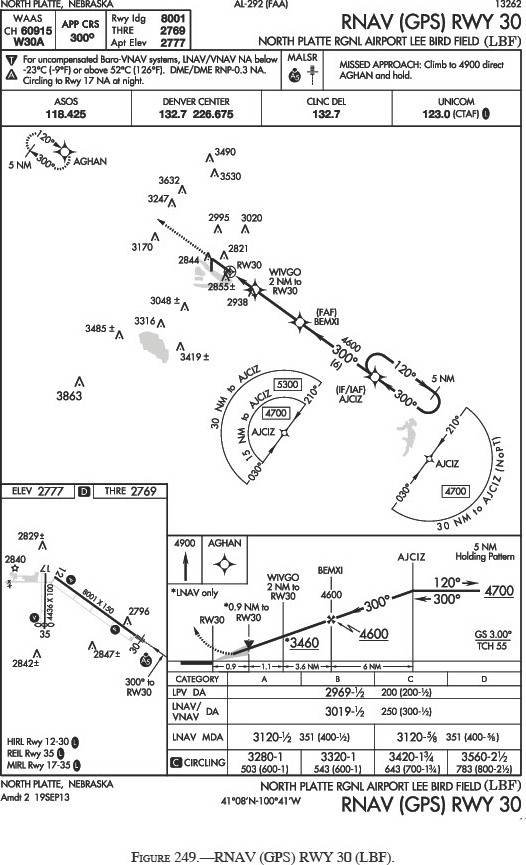 NORTH PLATTE, NEBRASKA AL-292 (FAA) 13262
WAAS
CH 60915
W30A
APP CRS
300°
Rwy ldg 8001
THRE 2769
Apt Elev 2777
RNAV (GPS) RWY 30
NORTH PLATTE RGNL AIRPORT LEE BIRD FIELD (LBF)
For uncompensated Baro-VNAV systems, LNAV/VNAV NA below
-23°C (-9°F) or above 52°C (126°F). DME/DME RNP-0.3 NA.
Circling to Rwy 17 NA at night.
MALSR
MISSED APPROACH: Climb to 4900 direct
AGHAN and hold.
ASOS
118.425
DENVER CENTER
132.7 226.675
CLNC DEL
132.7
UNICOM
123.0 (CTAF) L
120°
300°
5 NM
AGHAN
3490
3530
3632
3247
2995
3020
3170
2821
2844
RW30
2855±
2938
WIVGO
2 NM to
RW30
3048 ±
3316
3485 ±
3419 ±
3863
(FAF)
BEMXI
4600
300°
(6)
(IF/IAF)
AJCIZ
120°
300°
5 NM
30 NM to AJCIZ
5300
210°
15 NM to AJCIZ
4700
AJCIZ
030°
210°
AJCIZ
4700
030°
30 NM to AJCIZ (NoPT)
ELEV 2777 D THRE 2769
2829±
2840
17
12
8001 X 150
4436 X 100
2796
35
30
2842±
2847±
300° to
RW30
HIRL Rwy 12-30 L
REIL Rwy 35 L
MIRL Rwy 17-35 L
4900
AGHAN
*LNAV only
RW30
*0.9 NM to
RW30
WIVGO
2 NM to
RW30
BEMXI
4600
AJCIZ
5 NM
Holding Pattern
300°
120°
300°
4700
*3460
4600
GS 3.00°
TCH 55
0.9
1.1
3.6 NM
6 NM
CATEGORY A B C D
LPV DA 2969-½ 200 (200-½)
LNAV/
VNAV DA 3019-½ 250 (300-½)
LNAV MDA 3120-½ 351 (400-½) 3120-⅝ 351 (400-⅝)
C CIRCLING 3280-1 3320-1 3420-1¾ 3560-2½
503 (600-1) 543 (600-1) 643 (700-1¾) 783 (800-2½)
NORTH PLATTE, NEBRASKA
Amdt 2 19SEP13
41°08'N-100°41'W
NORTH PLATTE RGNL AIRPORT LEE BIRD FIELD (LBF)
RNAV (GPS) RWY 30
FIGURE 249.—RNAV (GPS) RWY 30 (LBF).